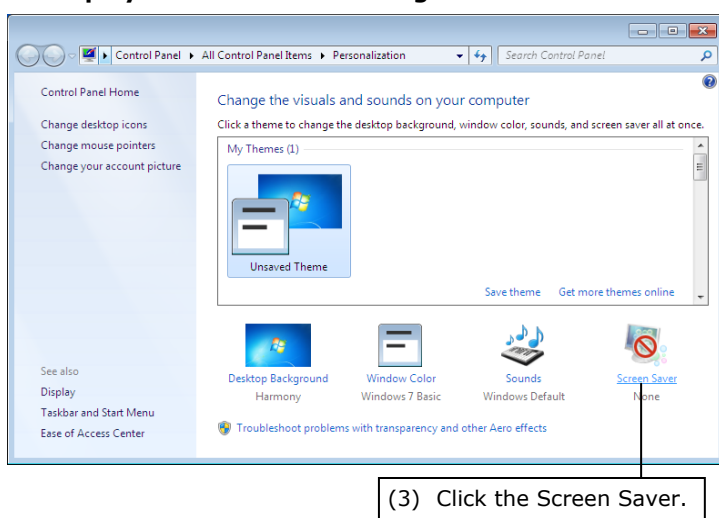 Control Panel ▸ All Control Panel Items ▸ Personalization
Search Control Panel
Control Panel Home
Change desktop icons
Change mouse pointers
Change your account picture
Change the visuals and sounds on your computer
Click a theme to change the desktop background, window color, sounds, and screen saver all at once.
My Themes (1)
Unsaved Theme
Save theme Get more themes online
Desktop Background
Harmony
Window Color
Windows 7 Basic
Sounds
Windows Default
Screen Saver
None
Troubleshoot problems with transparency and other Aero effects
See also
Display
Taskbar and Start Menu
Ease of Access Center
(3) Click the Screen Saver.